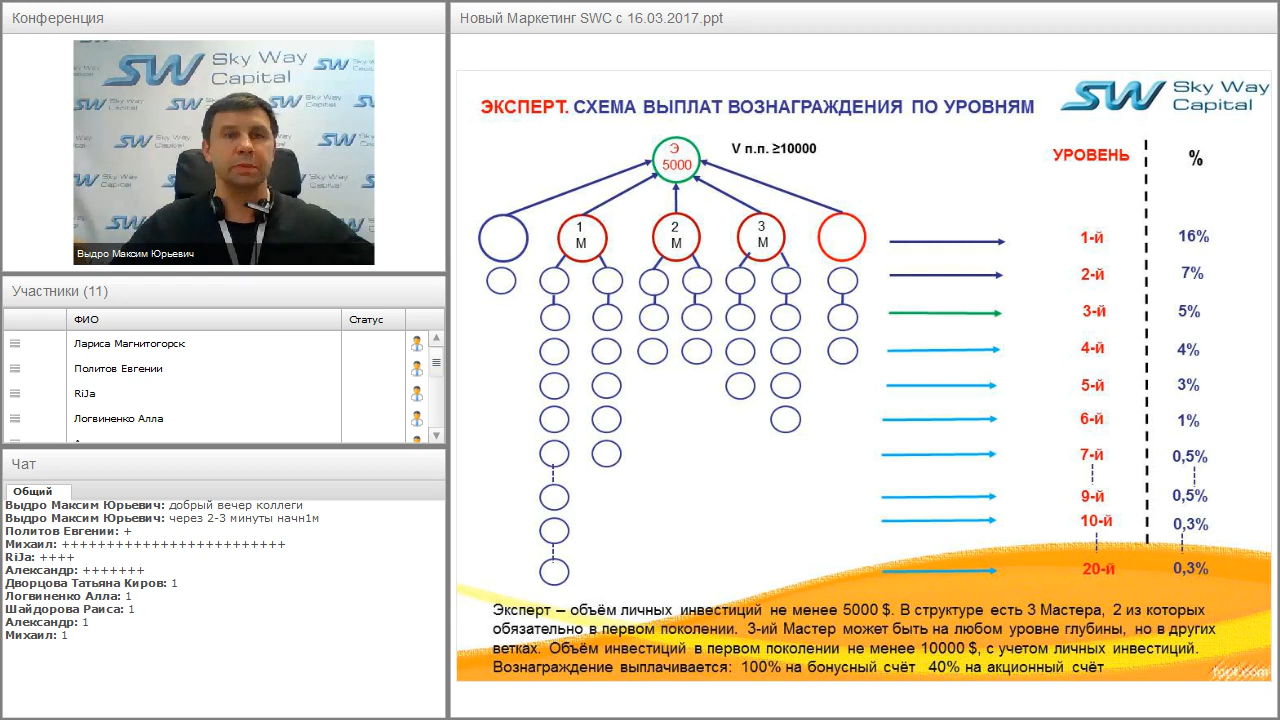 Конференция
SW Sky Way
Capital
Выдро Максим Юрьевич
Участники (11)
ФИО
Статус
Лариса Магнитогорск
Политов Евгении
RiJa
Логвиненко Алла
Чат
Общий
Выдро Максим Юрьевич: добрый вечер коллеги
Выдро Максим Юрьевич: через 2-3 минуты начн1м
Политов Евгении: +
Михаил: +++++++++++++++++++++++++
RiJa: ++++
Александр: +++++++
Дворцова Татьяна Киров: 1
Логвиненко Алла: 1
Шайдорова Раиса: 1
Александр: 1
Михаил: 1
Новый Маркетинг SWC с 16.03.2017.ppt
ЭКСПЕРТ. СХЕМА ВЫПЛАТ ВОЗНАГРАЖДЕНИЯ ПО УРОВНЯМ
SW Sky Way
Capital
Э
5000
V п.п. ≥10000
УРОВЕНЬ %
1
М
2
М
3
М
1-й 16%
2-й 7%
3-й 5%
4-й 4%
5-й 3%
6-й 1%
7-й 0,5%
9-й 0,5%
10-й 0,3%
20-й 0,3%
Эксперт – объём личных инвестиций не менее 5000 $. В структуре есть 3 Мастера, 2 из которых
обязательно в первом поколении. 3-ий Мастер может быть на любом уровне глубины, но в других
ветках. Объём инвестиций в первом поколении не менее 10000 $, с учетом личных инвестиций.
Вознаграждение выплачивается: 100% на бонусный счёт 40% на акционный счёт
fppt.com